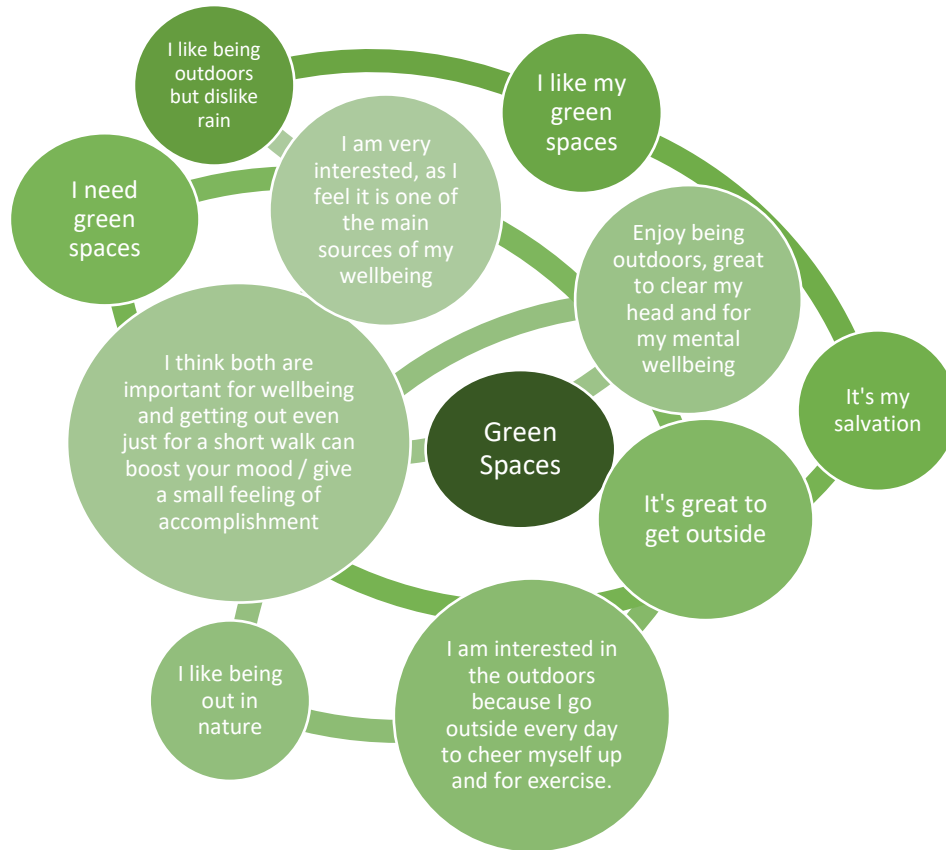 I like being
outdoors
but dislike
rain
I like my
green
spaces
I am very
interested, as I
feel it is one of
the main
sources of my
wellbeing
I need
green
spaces
Enjoy being
outdoors, great
to clear my
head and for
my mental
wellbeing
I think both are
important for wellbeing
and getting out even
just for a short walk can
boost your mood / give
a small feeling of
accomplishment
Green
Spaces
It's my
salvation
It's great to
get outside
I like being
out in
nature
I am interested in
the outdoors
because I go
outside every day
to cheer myself up
and for exercise.